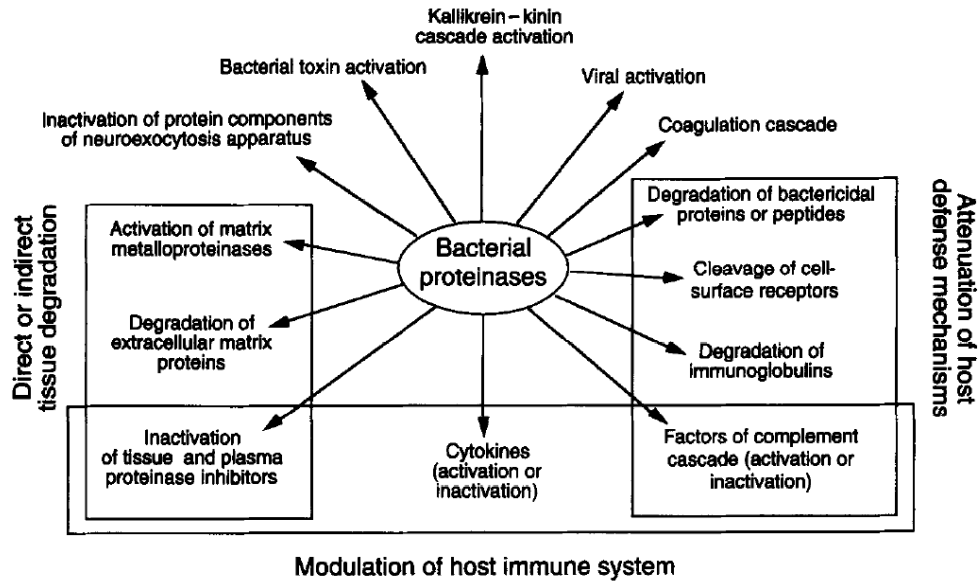 Kallikrein – kinin
cascade activation
Bacterial toxin activation
Viral activation
Inactivation of protein components
of neuroexocytosis apparatus
Coagulation cascade
Direct or indirect
tissue degradation
Activation of matrix
metalloproteinases
Degradation of
extracellular matrix
proteins
Bacterial
proteinases
Degradation of bactericidal
proteins or peptides
Cleavage of cell-
surface receptors
Degradation of
immunoglobulins
Attenuation of host
defense mechanisms
Inactivation
of tissue and plasma
proteinase inhibitors
Cytokines
(activation or
inactivation)
Factors of complement
cascade (activation or
inactivation)
Modulation of host immune system